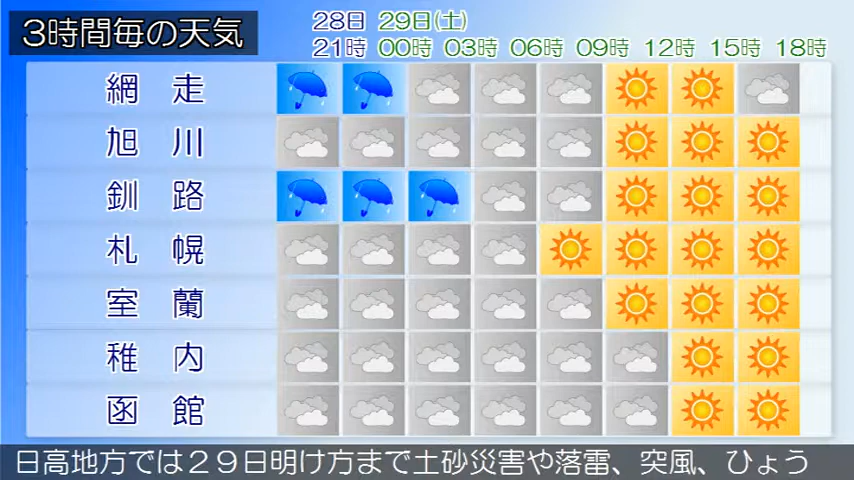 3時間毎の天気
28日 29日(土)
21時 00時 03時 06時 09時 12時 15時 18時
網走
旭川
釧路
札幌
室蘭
稚内
函館
日高地方では29日明け方まで土砂災害や落雷、突風、ひょう